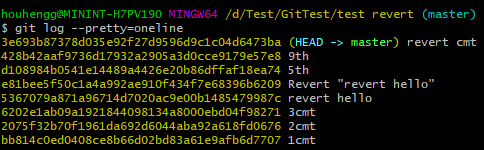 houhengg@MININT-H7PV190 MINGW64 /d/Test/GitTest/test revert (master)
$ git log --pretty=oneline
3e693b87378d035e92f27d9596d9c1c04d6473ba (HEAD -> master) revert cmt
428b42aaf9736d17932a2905a3d0cce9179e57e8 9th
d108984b0541e14489a4426e20b86dffaf18ea74 5th
e81bee5f50c1a4a992ae910f434f7e68396b6209 Revert "revert hello"
5367079a871a96714d7020ac9e00b1485479987c revert hello
6202e1ab09a1921844098134a8000ebd04f98271 3cmt
2075f32b70f1961da692d6044aba92a618fd0676 2cmt
bb814c0ed0408ce8b66d02bd83a61e9afb6d7707 1cmt